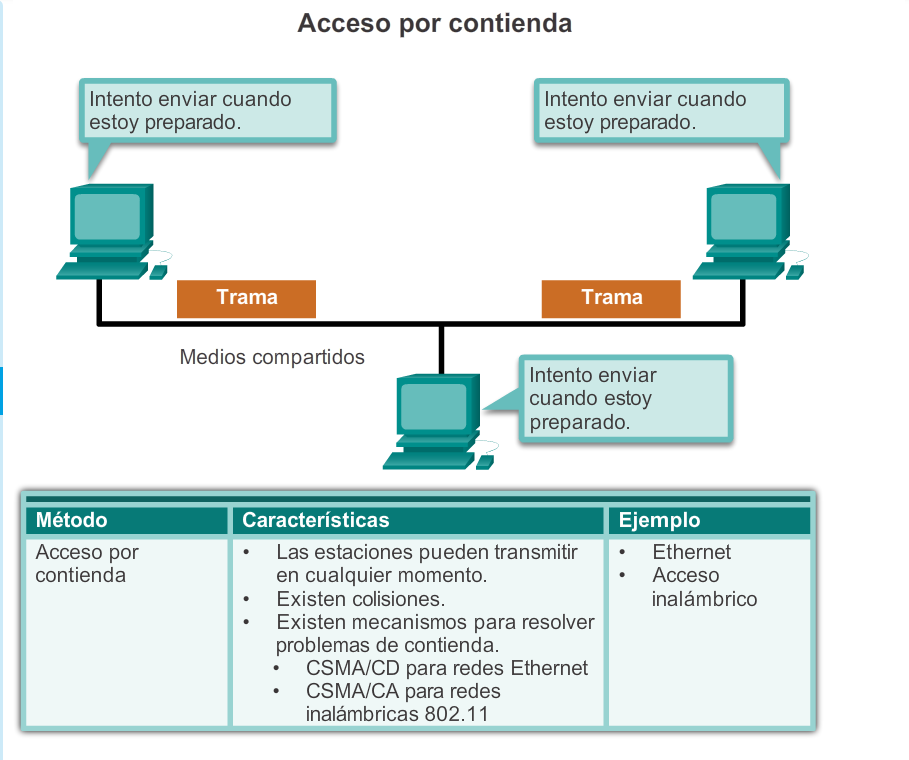 Acceso por contienda
Intento enviar cuando
estoy preparado.
Intento enviar cuando
estoy preparado.
Trama
Trama
Medios compartidos
Intento enviar
cuando estoy
preparado.
Método
Características
Ejemplo
Acceso por
contienda
• Las estaciones pueden transmitir
en cualquier momento.
• Existen colisiones.
• Existen mecanismos para resolver
problemas de contienda.
• CSMA/CD para redes Ethernet
• CSMA/CA para redes
inalámbricas 802.11
• Ethernet
• Acceso
inalámbrico